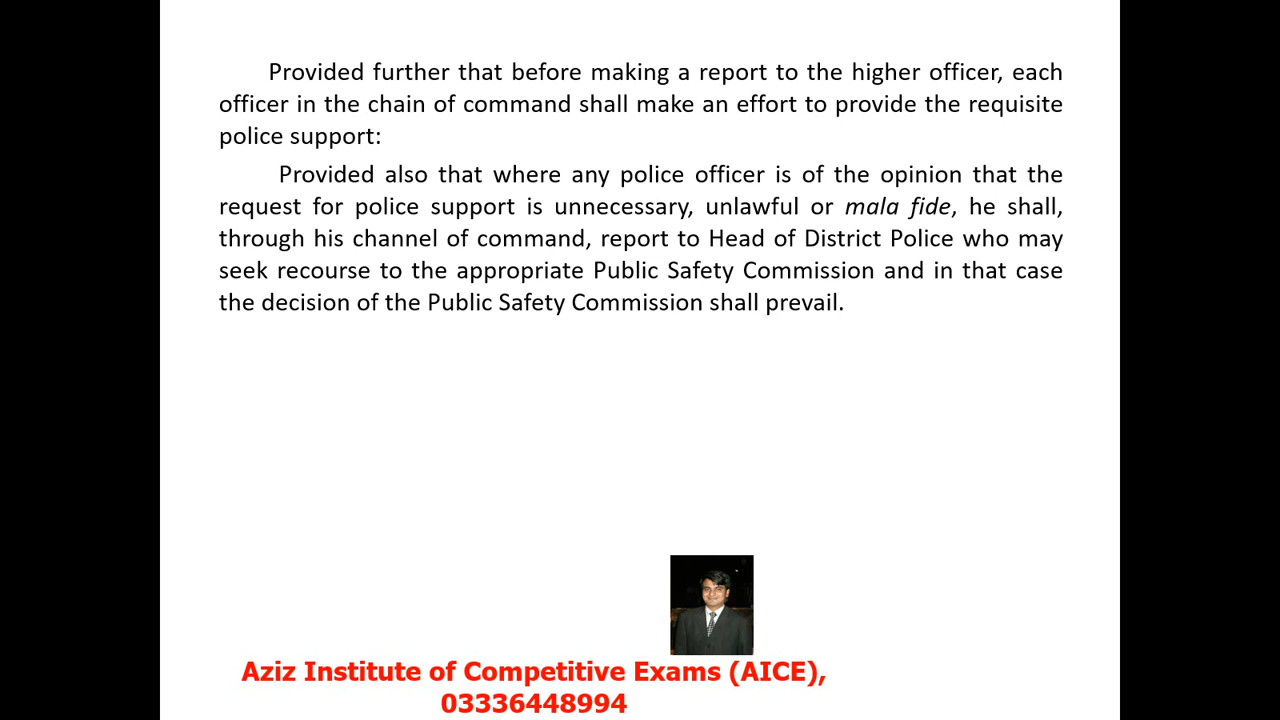 Provided further that before making a report to the higher officer, each
officer in the chain of command shall make an effort to provide the requisite
police support:
Provided also that where any police officer is of the opinion that the
request for police support is unnecessary, unlawful or mala fide, he shall,
through his channel of command, report to Head of District Police who may
seek recourse to the appropriate Public Safety Commission and in that case
the decision of the Public Safety Commission shall prevail.
Aziz Institute of Competitive Exams (AICE),
03336448994